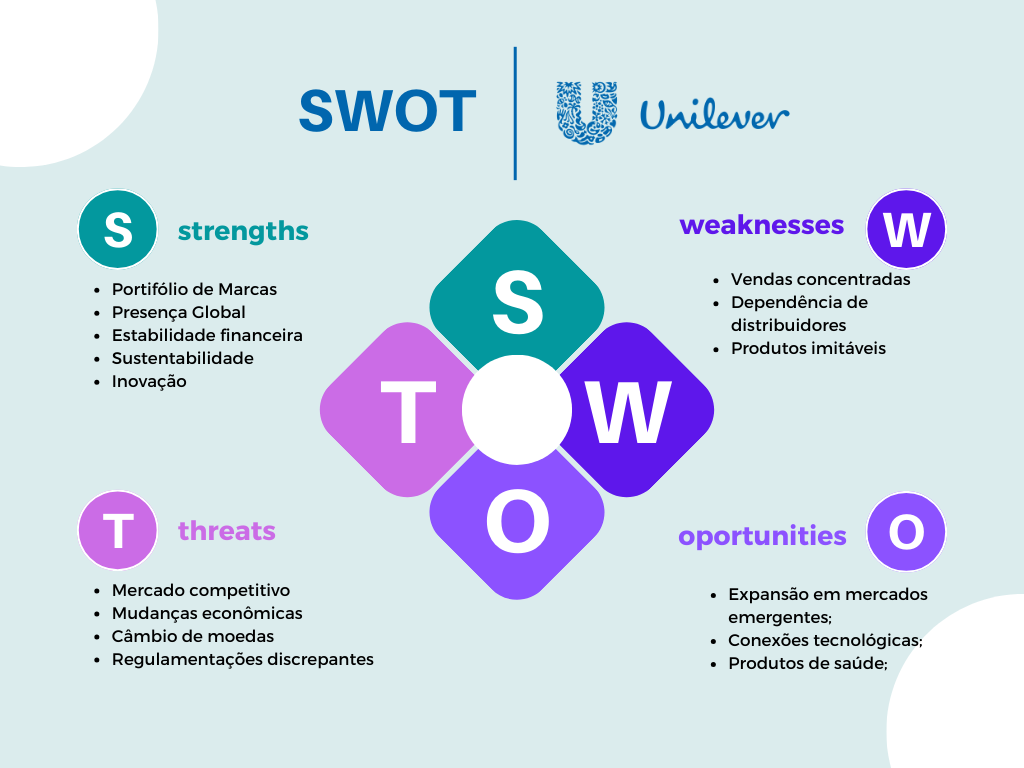 SWOT
Unilever
S
strengths
• Portifólio de Marcas
• Presença Global
• Estabilidade financeira
• Sustentabilidade
• Inovação
weaknesses
W
• Vendas concentradas
• Dependência de
distribuidores
• Produtos imitáveis
S
T
W
O
T
threats
• Mercado competitivo
• Mudanças econômicas
• Câmbio de moedas
• Regulamentações discrepantes
oportunities
O
• Expansão em mercados
emergentes;
• Conexões tecnológicas;
• Produtos de saúde;